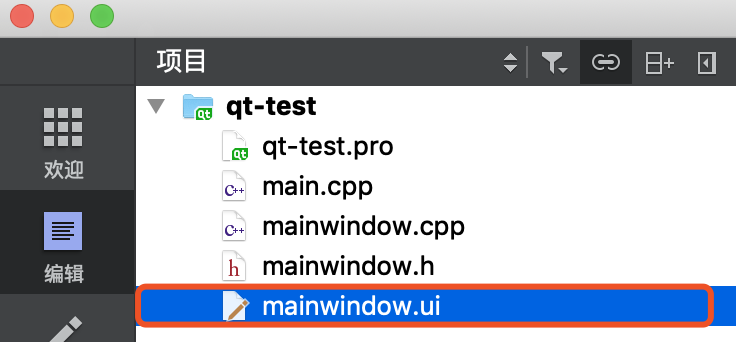 项目
欢迎
编辑
qt-test
qt-test.pro
main.cpp
mainwindow.cpp
mainwindow.h
mainwindow.ui